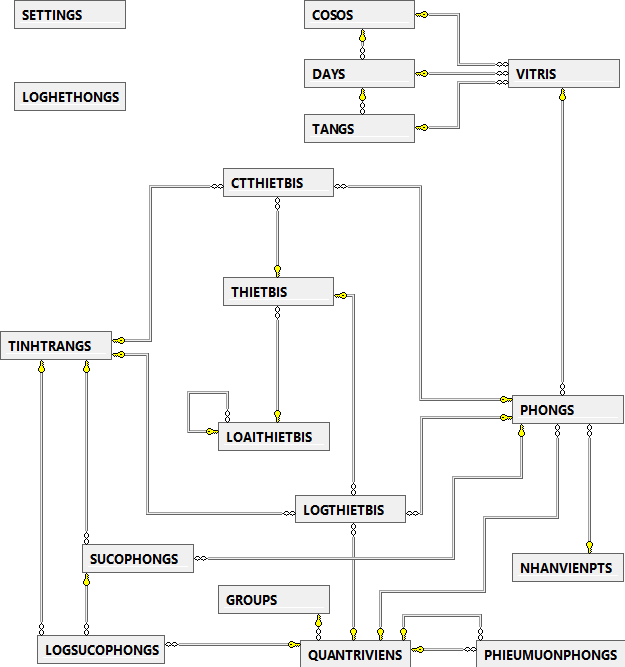 SETTINGS
COSOS
DAYS
VITRIS
LOGHETHONGS
TANGS
CTTHIETBIS
THIETBIS
TINHTRANGS
PHONGS
LOAITHIETBIS
LOGTHIETBIS
SUCOPHONGS
NHANVIENPTS
GROUPS
LOGSUCOPHONGS
QUANTRIVIENS
PHIEUMUONPHONGS